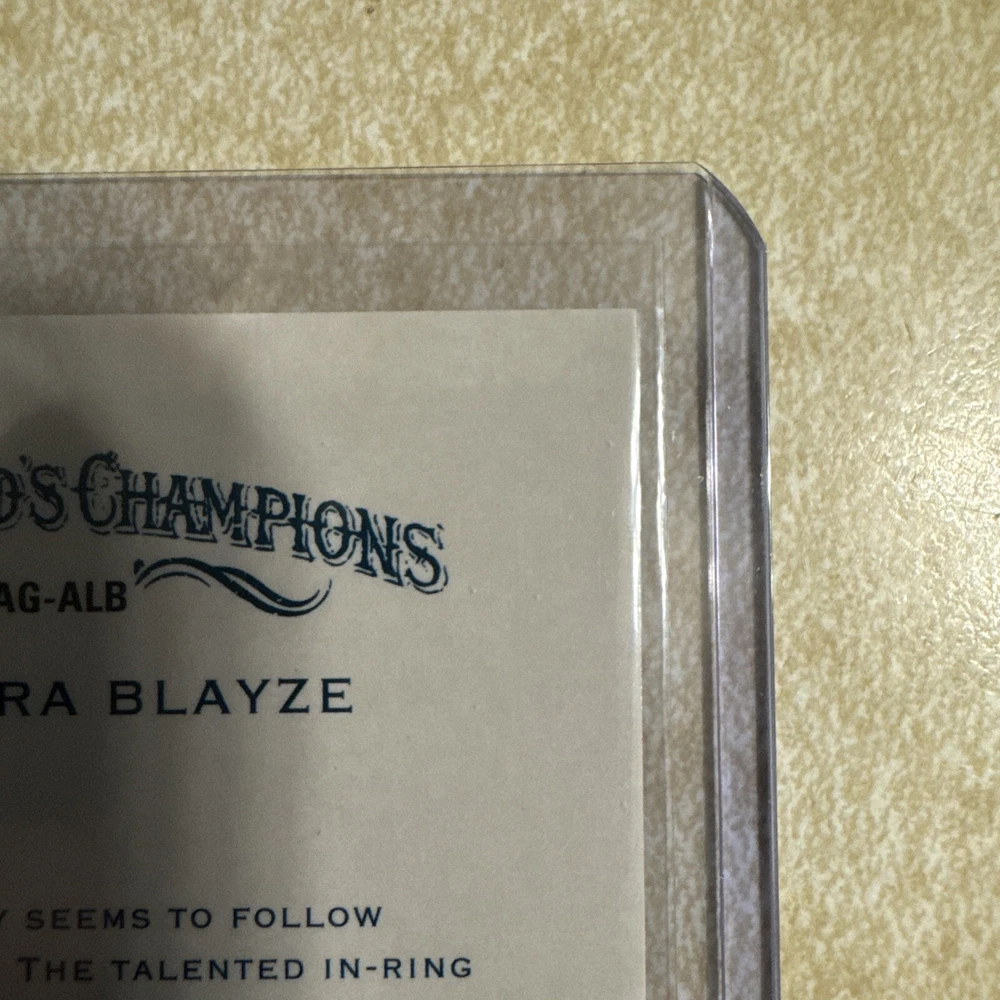 D'S CHAMPIONS
AG-ALB
RA BLAYZE
Y SEEMS TO FOLLOW
THE TALENTED IN-RING